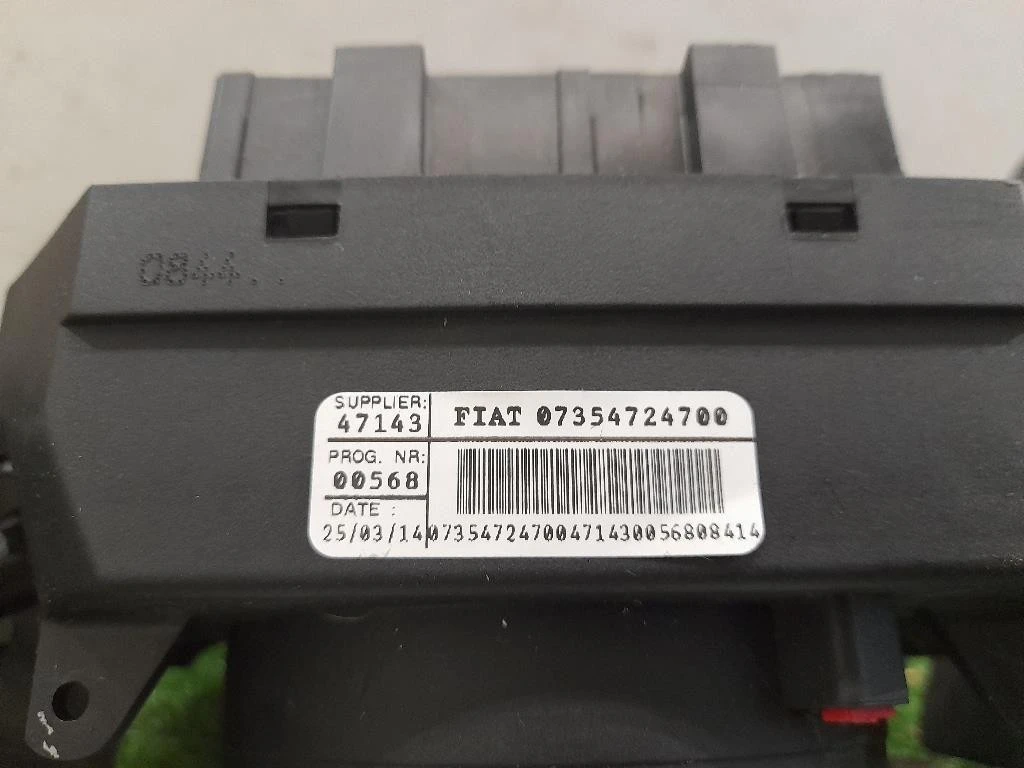 0844..
SUPPLIER:
47143
FIAT 07354724700
PROG. NR:
00568
DATE :
25/03/14
07354724700471430056808414